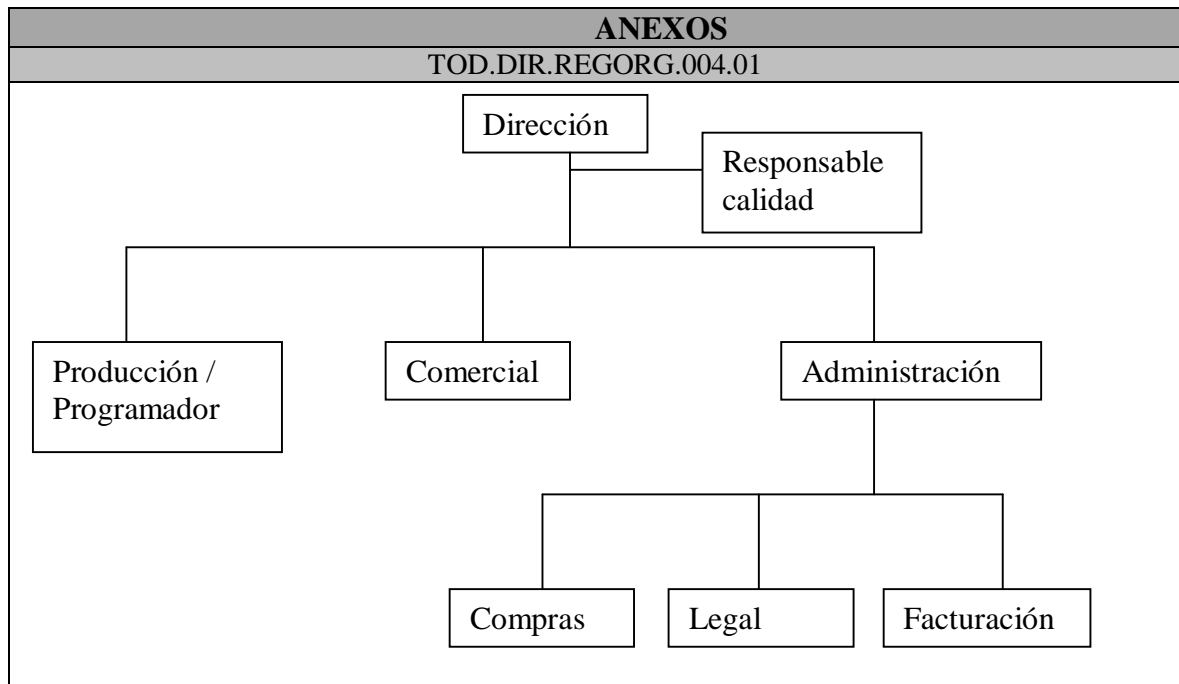 ANEXOS
TOD.DIR.REGORG.004.01
Dirección
Responsable
calidad
Producción /
Programador
Comercial
Administración
Compras
Legal
Facturación